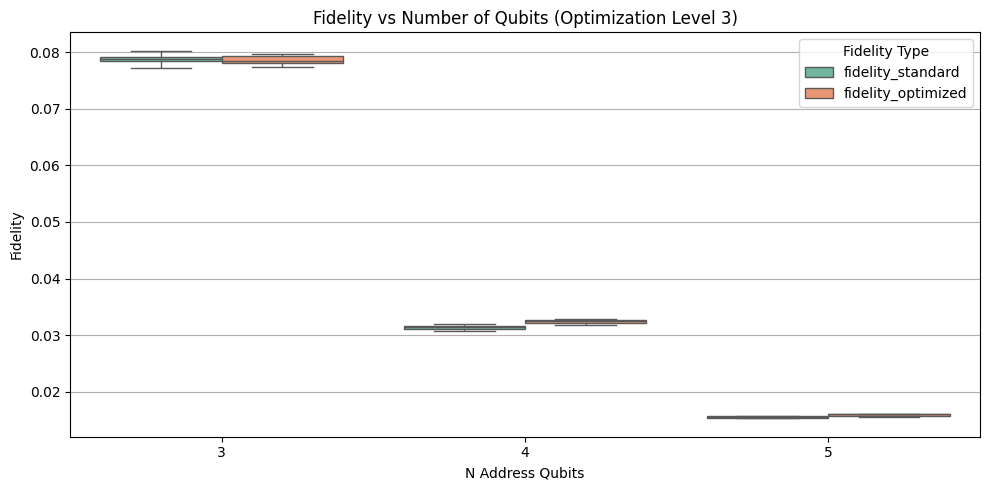 Fidelity vs Number of Qubits (Optimization Level 3)
Fidelity Type
fidelity_standard
fidelity_optimized
Fidelity
0.08
0.07
0.06
0.05
0.04
0.03
0.02
3
4
5
N Address Qubits